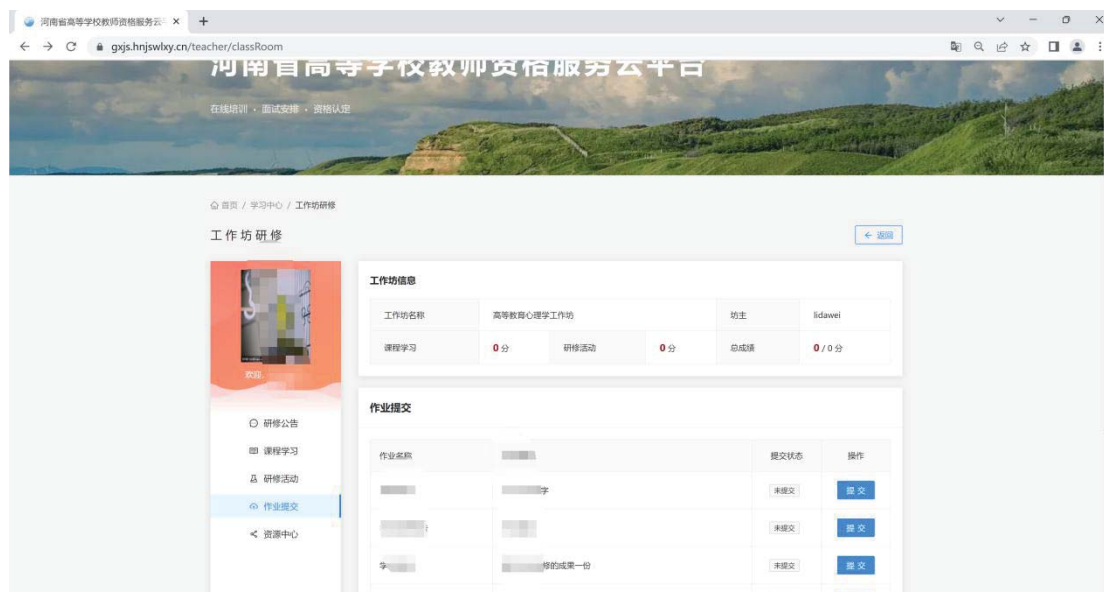 河南省高等学校教师资格服务云
gxjs.hnjswlxy.cn/teacher/classRoom
河南省高等学校教师资格服务云平台
在线培训 · 面试安排 · 资格认定
首页 / 学习中心 / 工作坊研修
工作坊研修
← 返回
欢迎,
研修公告
课程学习
研修活动
作业提交
资源中心
工作坊信息
工作坊名称 高等教育心理学工作坊 坊主 lidawei
课程学习 0 分 研修活动 0 分 总成绩 0 / 0 分
作业提交
作业名称 提交状态 操作
字 未提交 提 交
未提交 提 交
学 修的成果一份 未提交 提 交